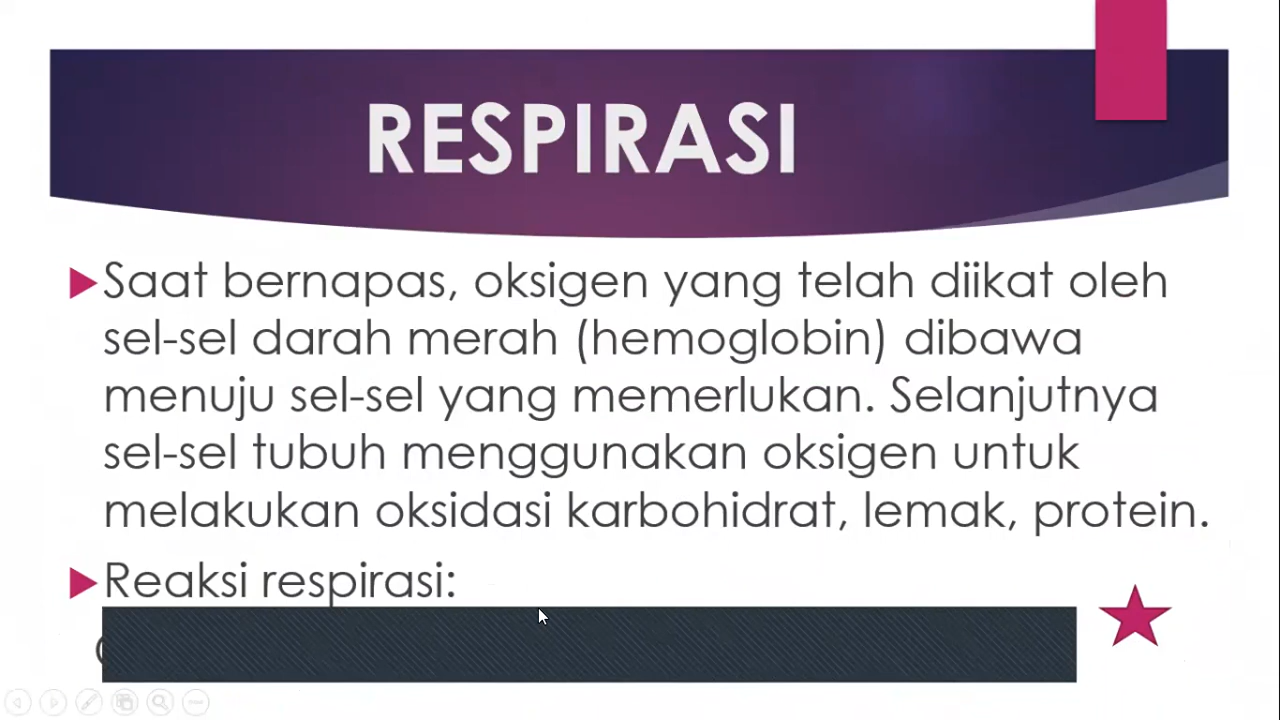 RESPIRASI
Saat bernapas, oksigen yang telah diikat oleh
sel-sel darah merah (hemoglobin) dibawa
menuju sel-sel yang memerlukan. Selanjutnya
sel-sel tubuh menggunakan oksigen untuk
melakukan oksidasi karbohidrat, lemak, protein.
Reaksi respirasi: